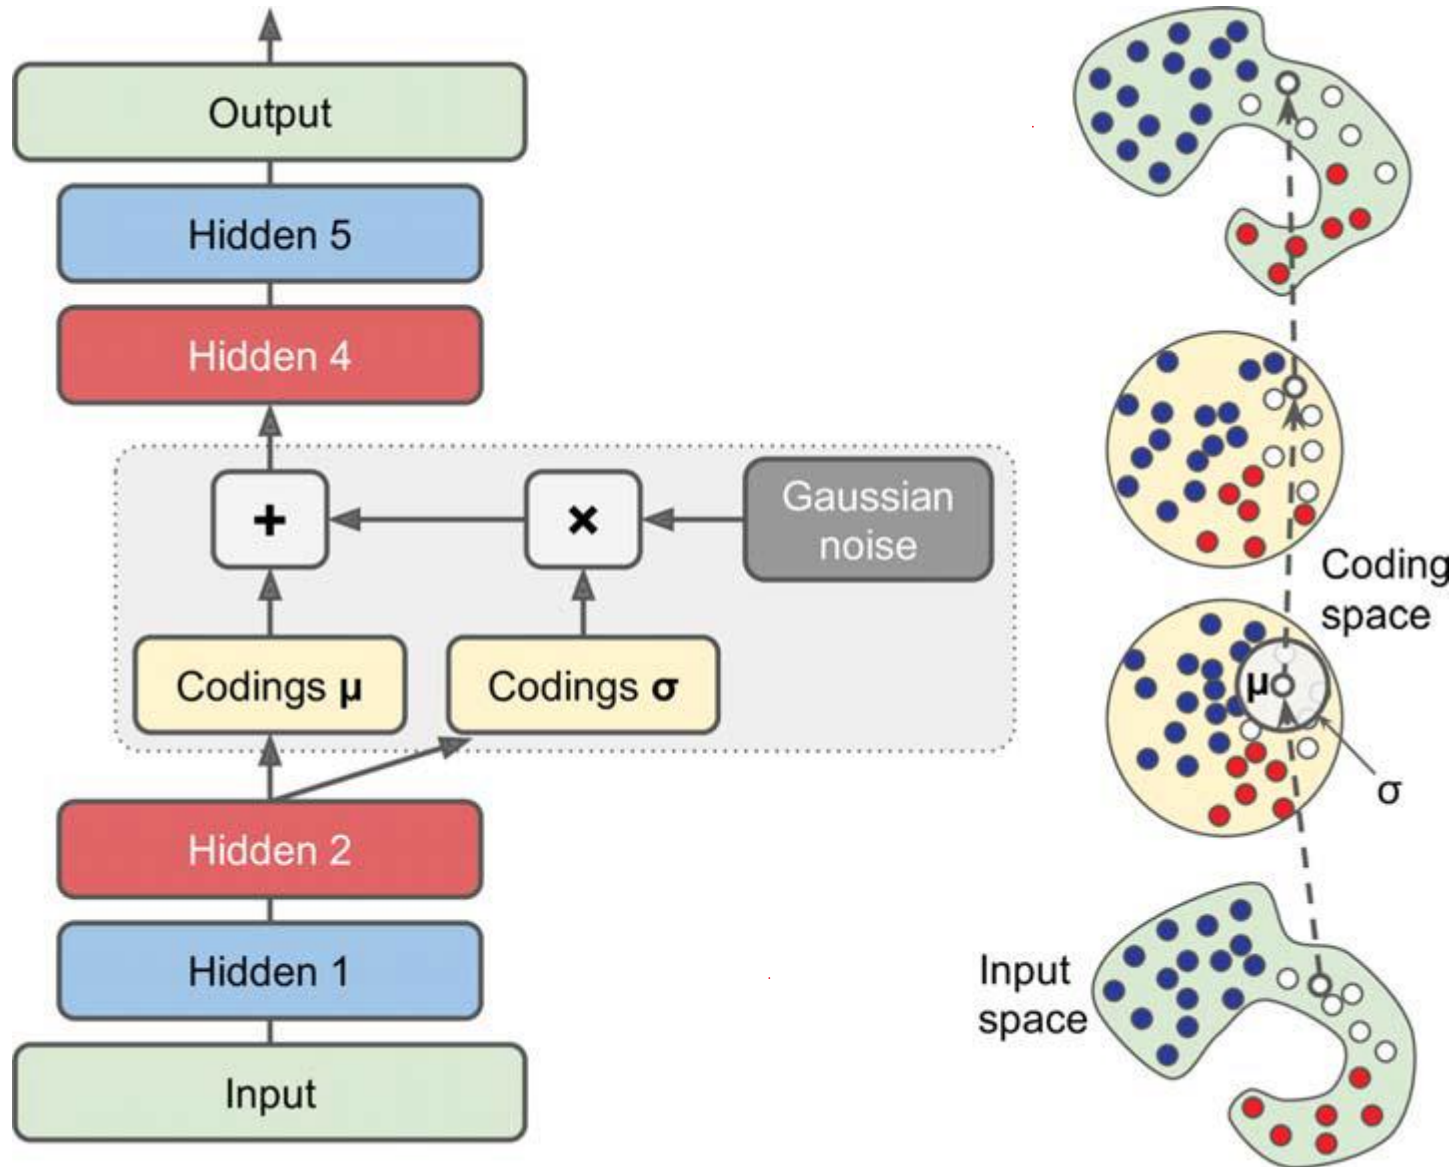 Output
Hidden 5
Hidden 4
+
×
Gaussian
noise
Codings μ
Codings σ
Hidden 2
Hidden 1
Input
Coding
space
μ
σ
Input
space